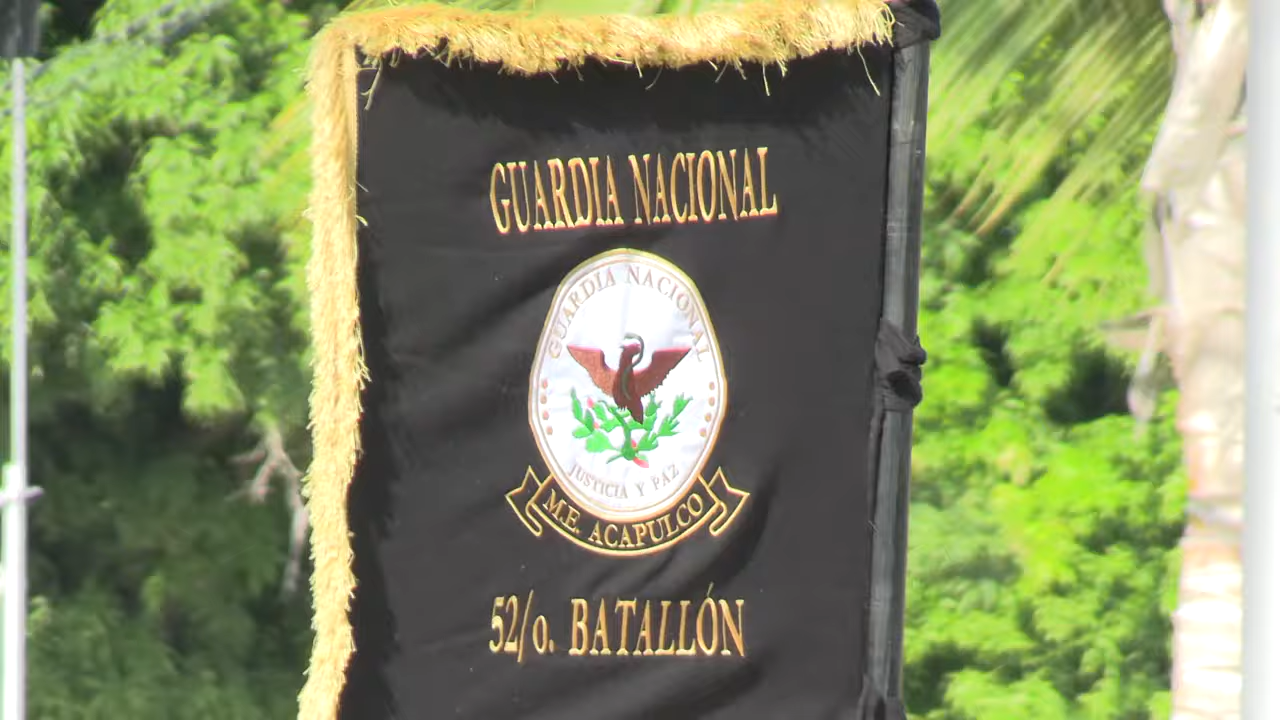 GUARDIA NACIONAL
GUARDIA NACIONAL
JUSTICIA Y PAZ
M.E. ACAPULCO
52/o. BATALLÓN